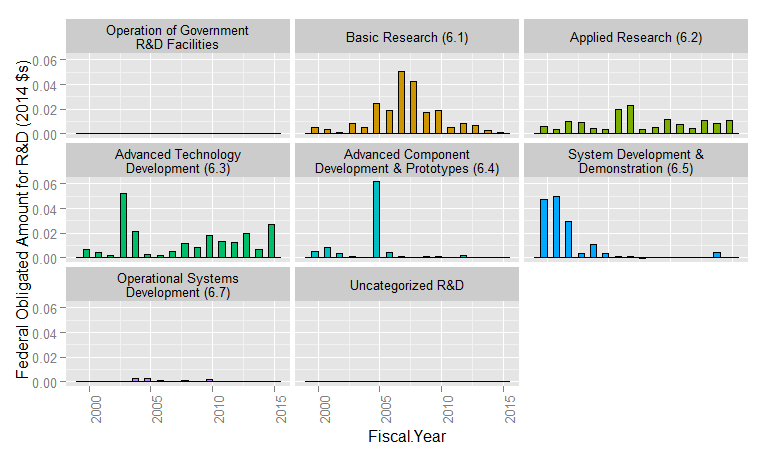 Operation of Government
R&D Facilities
Basic Research (6.1)
Applied Research (6.2)
0.06
0.04
0.02
0.00
Advanced Technology
Development (6.3)
Advanced Component
Development & Prototypes (6.4)
System Development &
Demonstration (6.5)
0.06
0.04
0.02
0.00
Operational Systems
Development (6.7)
Uncategorized R&D
0.06
0.04
0.02
0.00
2000
2005
2010
2015
2000
2005
2010
2015
Fiscal.Year
Federal Obligated Amount for R&D (2014 $s)